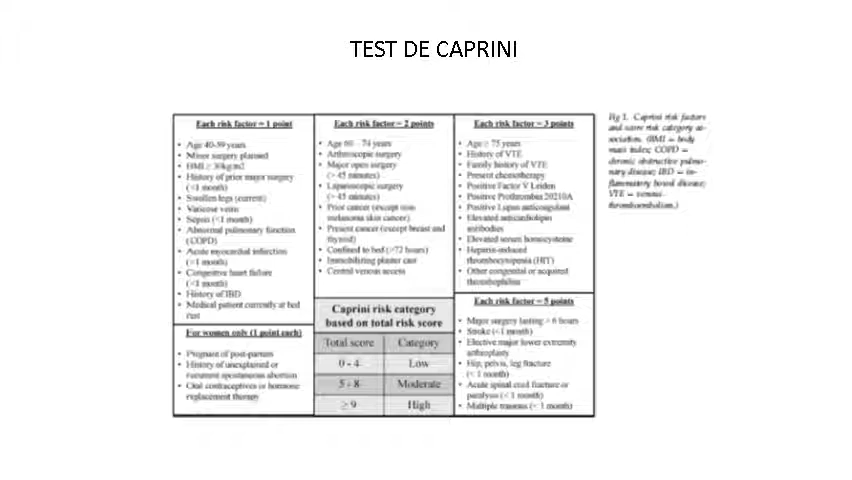 TEST DE CAPRINI
Each risk factor = 1 point
• Age 40-59 years
• Minor surgery planned
• BMI ≥ 30kg/m2
• History of prior major surgery
(<1 month)
• Swollen legs (current)
• Varicose veins
• Sepsis (<1 month)
• Abnormal pulmonary function
(COPD)
• Acute myocardial infarction
(<1 month)
• Congestive heart failure
(<1 month)
• History of IBD
• Medical patient currently at bed
rest
For women only (1 point each)
• Pregnant or post-partum
• History of unexplained or
recurrent spontaneous abortion
• Oral contraceptives or hormone
replacement therapy
Each risk factor = 2 points
• Age 60 – 74 years
• Arthroscopic surgery
• Major open surgery
(> 45 minutes)
• Laparoscopic surgery
(> 45 minutes)
• Prior cancer (except non-
melanoma skin cancer)
• Present cancer (except breast and
thyroid)
• Confined to bed (>72 hours)
• Immobilizing plaster cast
• Central venous access
Caprini risk category
based on total risk score
Total score Category
0 - 4 Low
5 - 8 Moderate
≥ 9 High
Each risk factor = 3 points
• Age ≥ 75 years
• History of VTE
• Family history of VTE
• Present chemotherapy
• Positive Factor V Leiden
• Positive Prothrombin 20210A
• Positive Lupus anticoagulant
• Elevated anticardiolipin
antibodies
• Elevated serum homocysteine
• Heparin-induced
thrombocytopenia (HIT)
• Other congenital or acquired
thrombophilias
Each risk factor = 5 points
• Major surgery lasting > 6 hours
• Stroke (<1 month)
• Elective major lower extremity
arthroplasty
• Hip, pelvis, leg fracture
(< 1 month)
• Acute spinal cord fracture or
paralysis (< 1 month)
• Multiple trauma (< 1 month)
Fig 1. Caprini risk factors
and score risk category as-
sociation. (BMI = body
mass index; COPD =
chronic obstructive pulmo-
nary disease; IBD = in-
flammatory bowel disease;
VTE = venous
thromboembolism.)